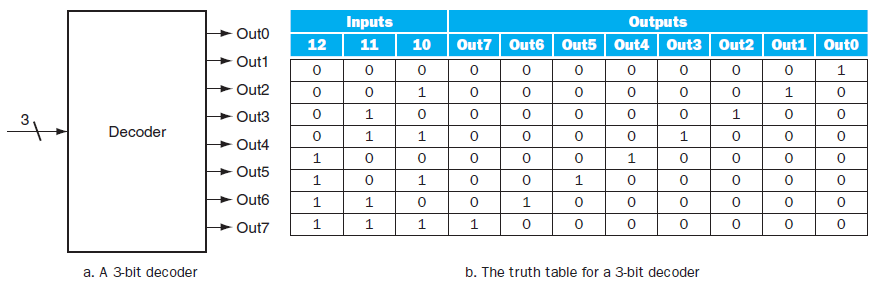 3
Decoder
Out0
Out1
Out2
Out3
Out4
Out5
Out6
Out7
a. A 3-bit decoder
Inputs Outputs
12 11 10 Out7 Out6 Out5 Out4 Out3 Out2 Out1 Out0
0 0 0 0 0 0 0 0 0 0 1
0 0 1 0 0 0 0 0 0 1 0
0 1 0 0 0 0 0 0 1 0 0
0 1 1 0 0 0 0 1 0 0 0
1 0 0 0 0 0 1 0 0 0 0
1 0 1 0 0 1 0 0 0 0 0
1 1 0 0 1 0 0 0 0 0 0
1 1 1 1 0 0 0 0 0 0 0
b. The truth table for a 3-bit decoder